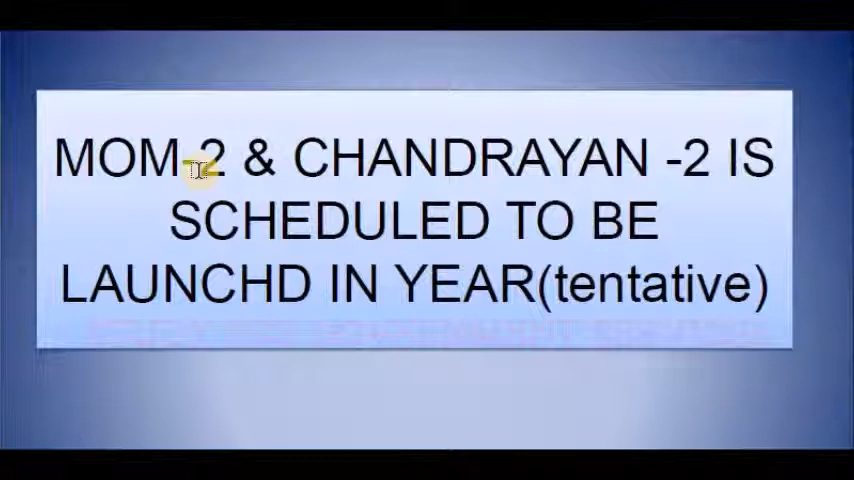 MOM-2 & CHANDRAYAN -2 IS
SCHEDULED TO BE
LAUNCHD IN YEAR(tentative)